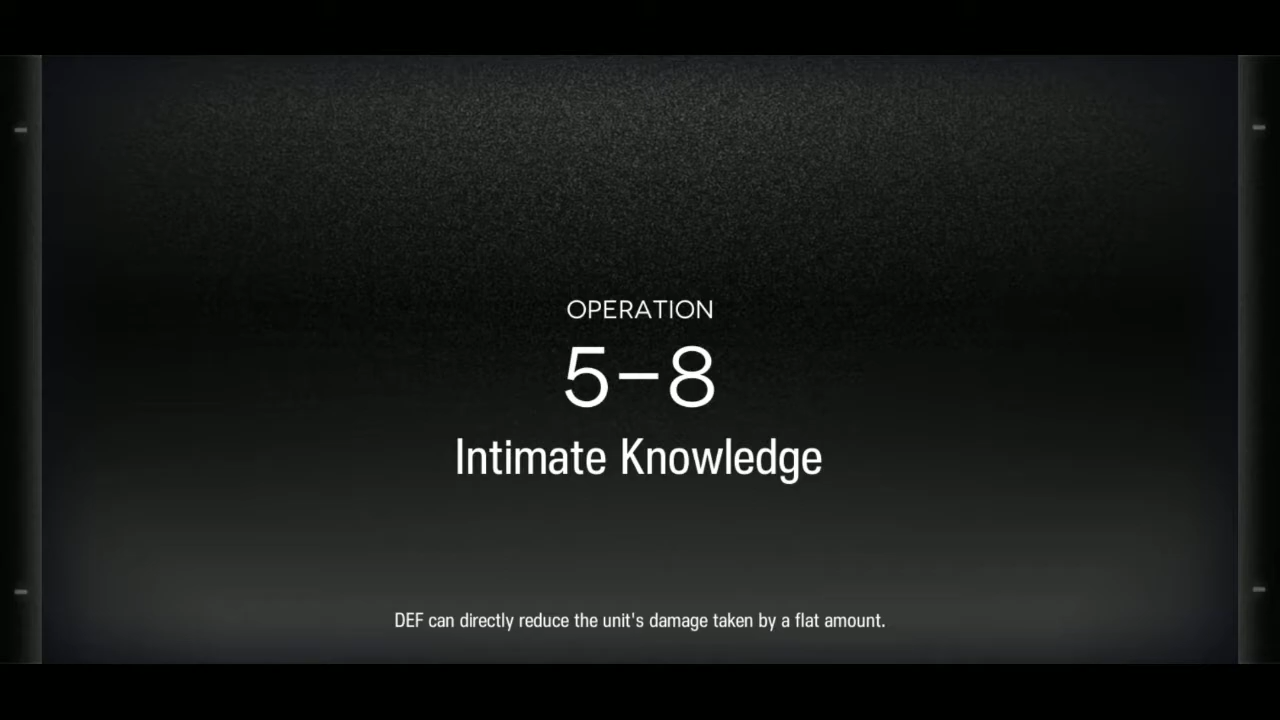 OPERATION
5-8
Intimate Knowledge
DEF can directly reduce the unit's damage taken by a flat amount.